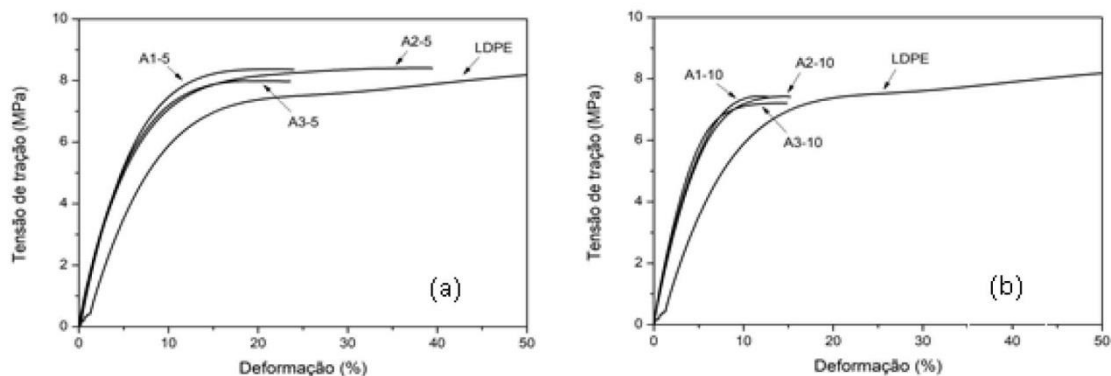 10
8
6
4
2
0
Tensão de tração (MPa)
A1-5
A2-5
LDPE
A3-5
(a)
0 10 20 30 40 50
Deformação (%)
10
8
6
4
2
0
Tensão de tração (MPa)
A1-10
A2-10
LDPE
A3-10
(b)
0 10 20 30 40 50
Deformação (%)